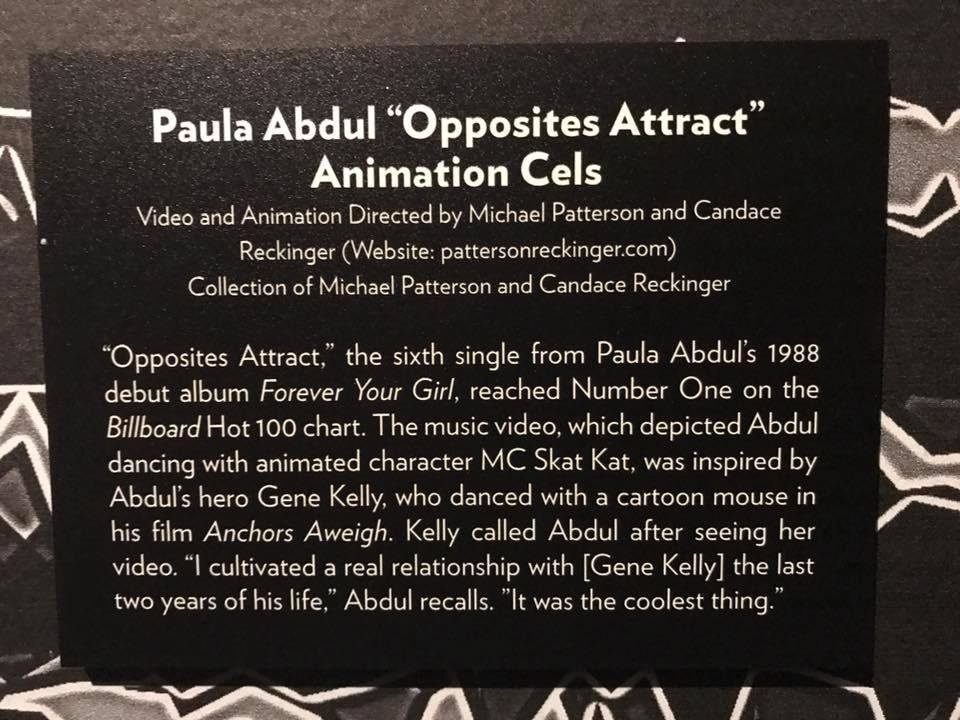 Paula Abdul “Opposites Attract”
Animation Cels
Video and Animation Directed by Michael Patterson and Candace
Reckinger (Website: pattersonreckinger.com)
Collection of Michael Patterson and Candace Reckinger
“Opposites Attract,” the sixth single from Paula Abdul’s 1988
debut album Forever Your Girl, reached Number One on the
Billboard Hot 100 chart. The music video, which depicted Abdul
dancing with animated character MC Skat Kat, was inspired by
Abdul’s hero Gene Kelly, who danced with a cartoon mouse in
his film Anchors Aweigh. Kelly called Abdul after seeing her
video. “I cultivated a real relationship with [Gene Kelly] the last
two years of his life,” Abdul recalls. ”It was the coolest thing.”